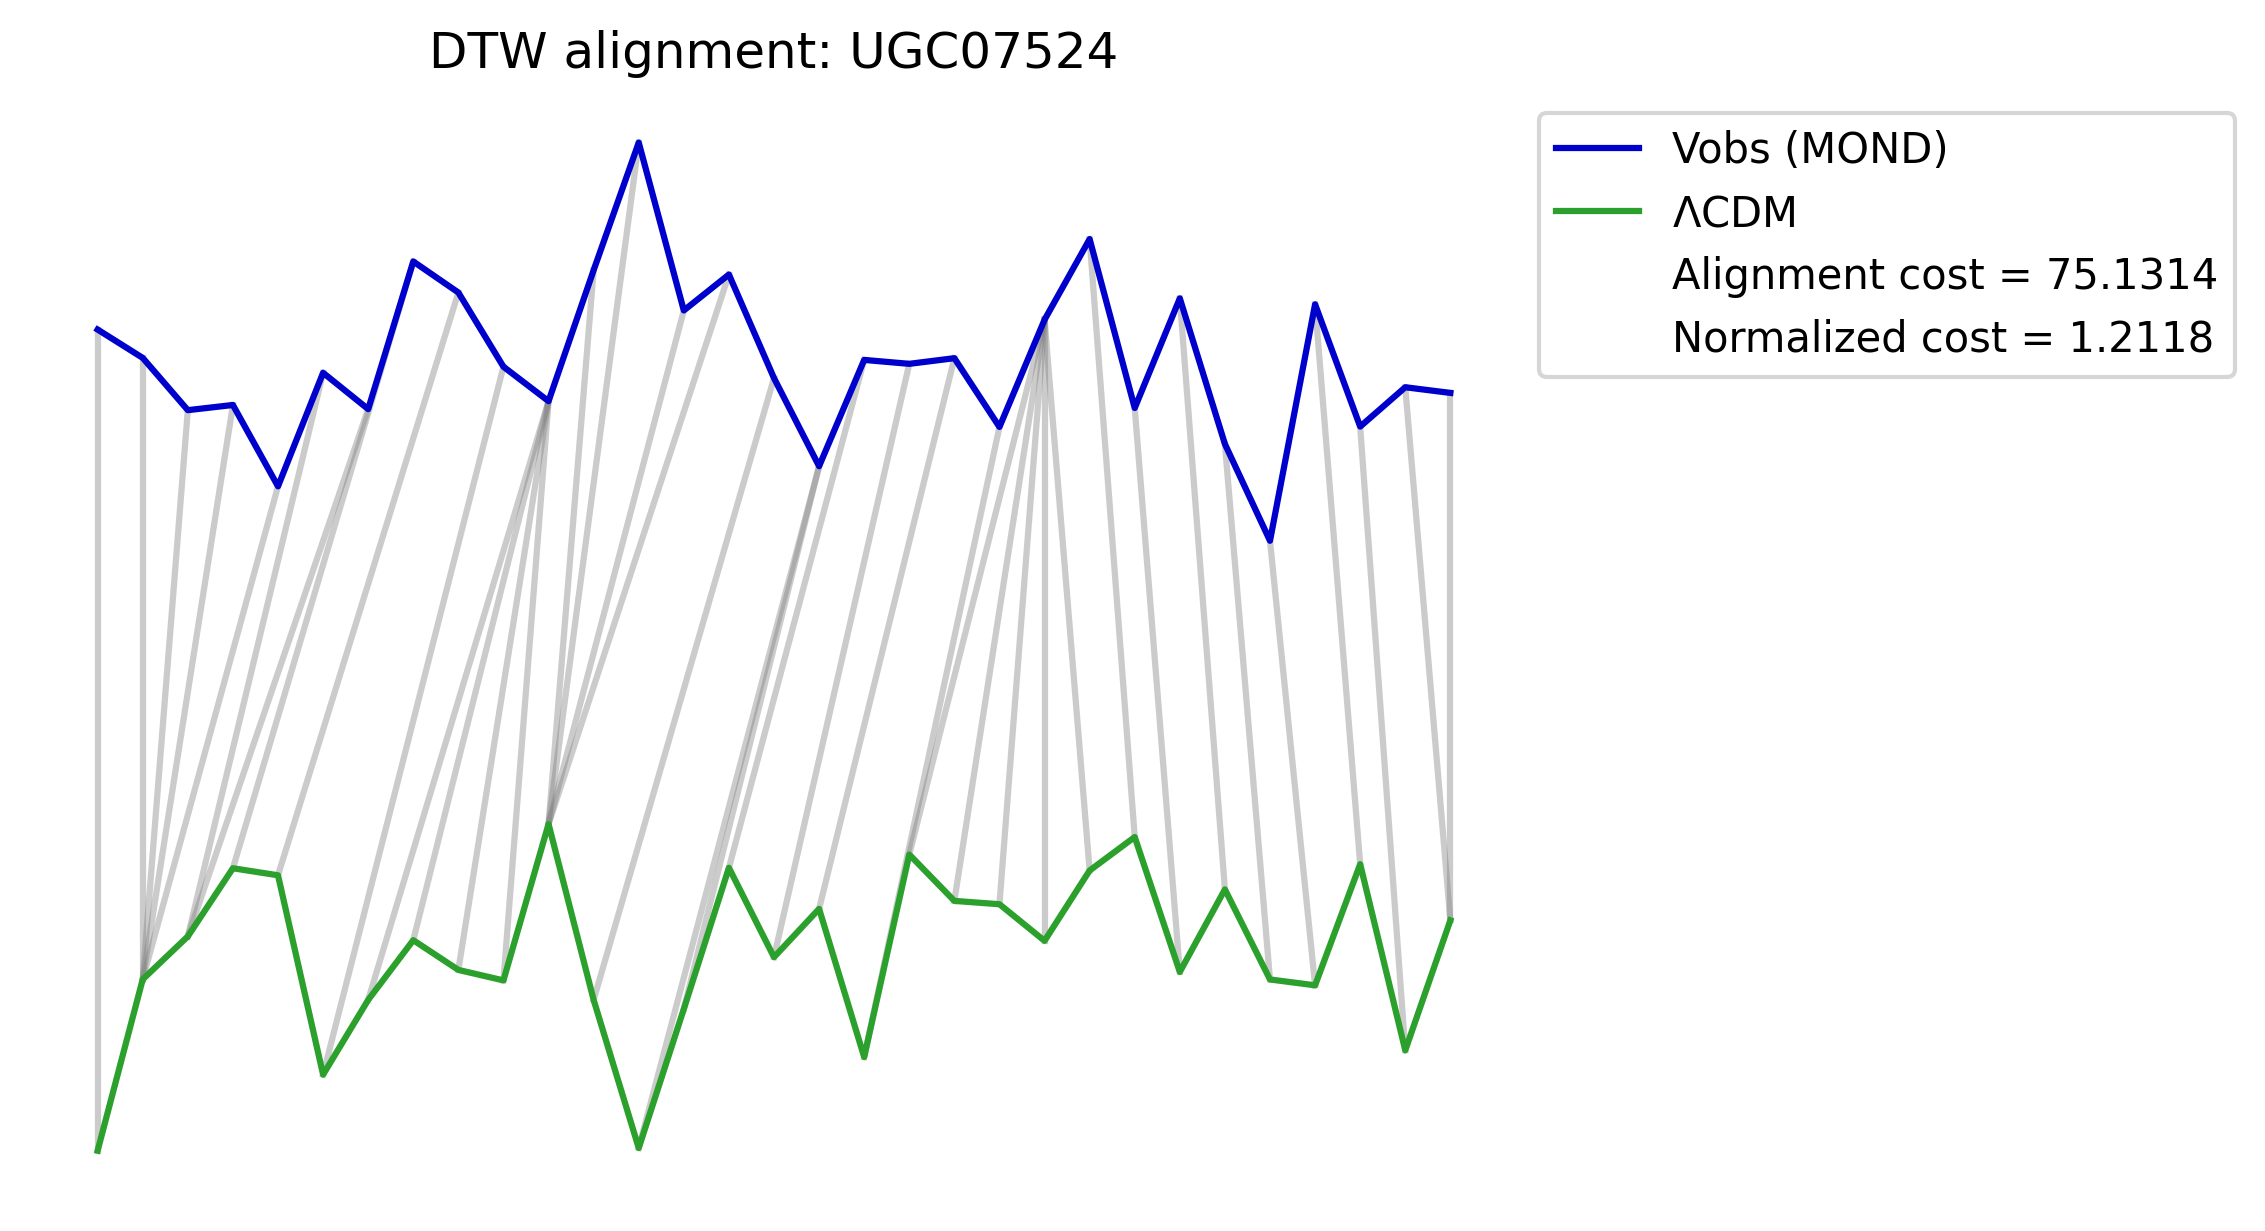 DTW alignment: UGC07524
Vobs (MOND)
ΛCDM
Alignment cost = 75.1314
Normalized cost = 1.2118